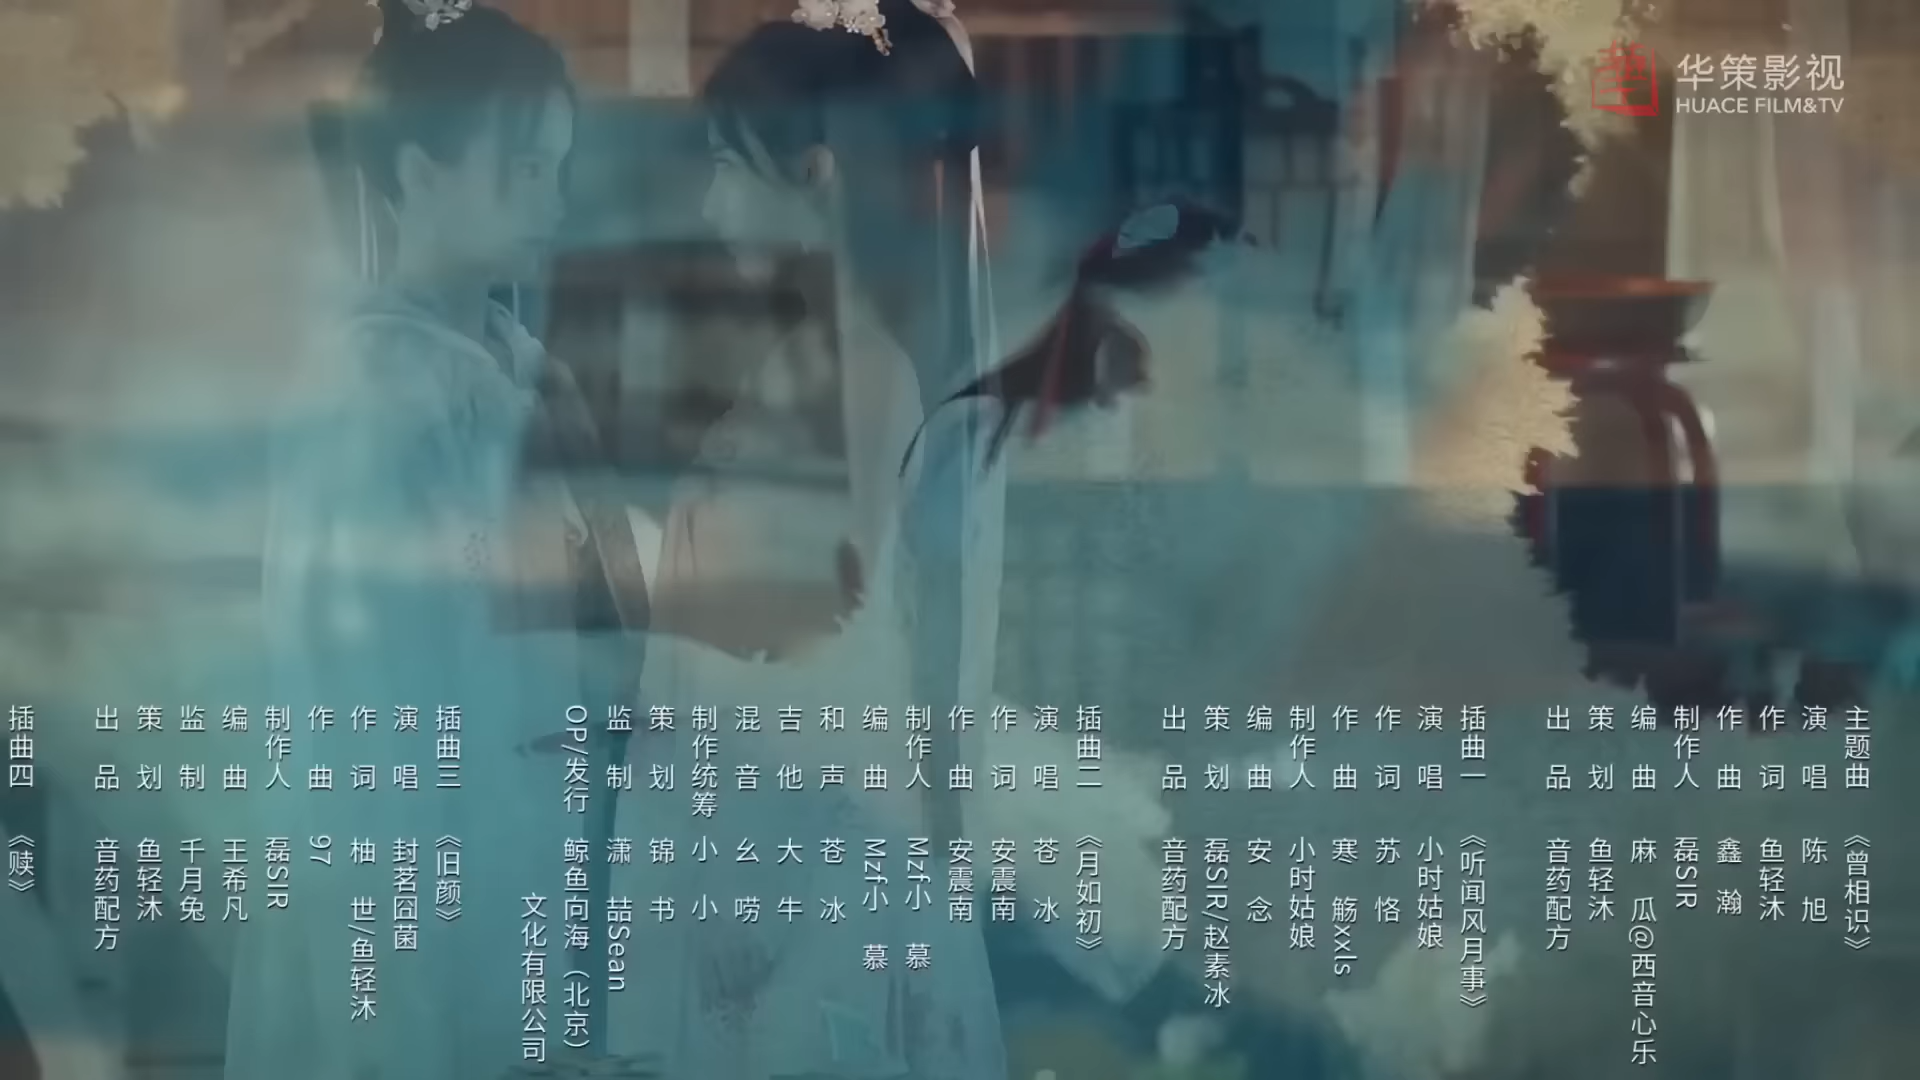 华策影视
HUACE FILM&TV
主题曲 《曾相识》
演唱 陈旭
作词 鱼轻沐
作曲 鑫瀚
制作人 磊SIR
编曲 麻瓜@西音心乐
策划 鱼轻沐
出品 音药配方
插曲一 《听闻风月事》
演唱 小时姑娘
作词 苏恪
作曲 寒觞xxls
制作人 小时姑娘
编曲 安念
策划 磊SIR/赵素冰
出品 音药配方
插曲二 《月如初》
演唱 苍冰
作词 安震南
作曲 安震南
制作人 Mzf小慕
编曲 Mzf小慕
和声 苍冰
吉他 大牛
混音 幺唠
制作统筹 小小
策划 锦书
监制 潇喆Sean
OP/发行 鲸鱼向海（北京）
文化有限公司
插曲三 《旧颜》
演唱 封茗囧菌
作词 柚世/鱼轻沐
作曲 97
制作人 磊SIR
编曲 王希凡
监制 千月兔
策划 鱼轻沐
出品 音药配方
插曲四 《赎》